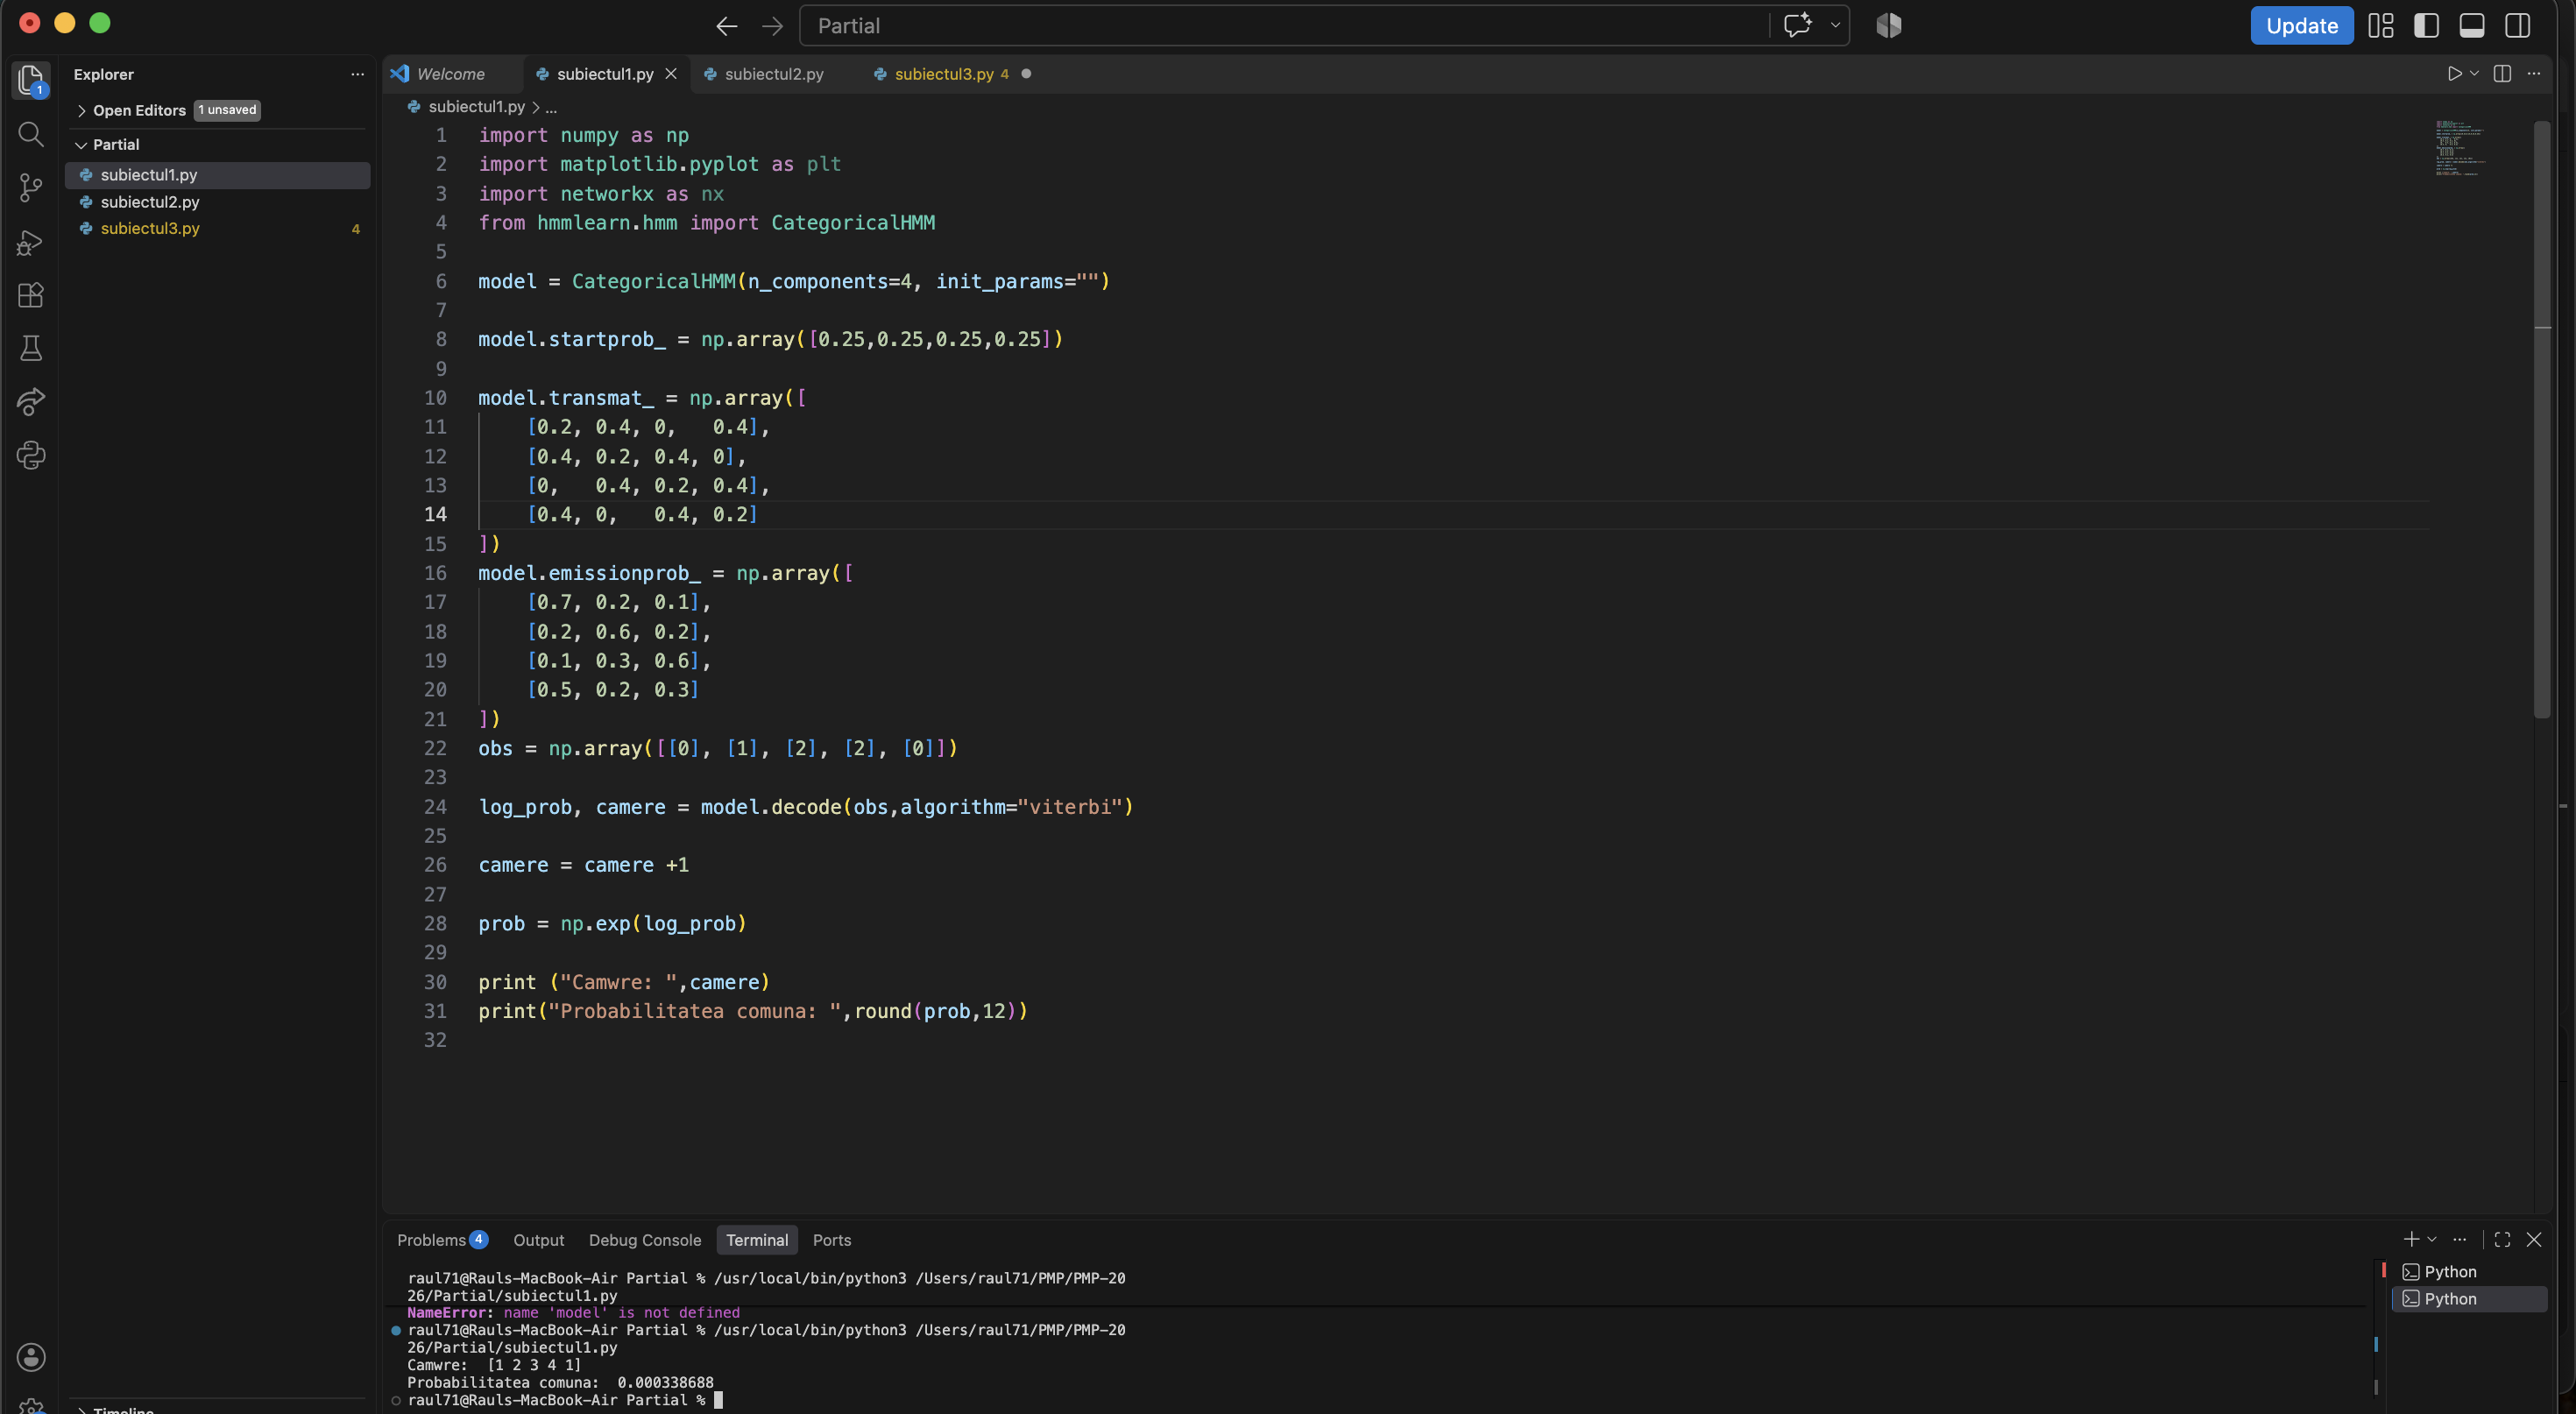 Partial
Update
Explorer
Open Editors 1 unsaved
Partial
subiectul1.py
subiectul2.py
subiectul3.py 4
1
Welcome
subiectul1.py
subiectul2.py
subiectul3.py 4
subiectul1.py > ...
1 import numpy as np
2 import matplotlib.pyplot as plt
3 import networkx as nx
4 from hmmlearn.hmm import CategoricalHMM
5
6 model = CategoricalHMM(n_components=4, init_params="")
7
8 model.startprob_ = np.array([0.25,0.25,0.25,0.25])
9
10 model.transmat_ = np.array([
11     [0.2, 0.4, 0,   0.4],
12     [0.4, 0.2, 0.4, 0],
13     [0,   0.4, 0.2, 0.4],
14     [0.4, 0,   0.4, 0.2]
15 ])
16 model.emissionprob_ = np.array([
17     [0.7, 0.2, 0.1],
18     [0.2, 0.6, 0.2],
19     [0.1, 0.3, 0.6],
20     [0.5, 0.2, 0.3]
21 ])
22 obs = np.array([[0], [1], [2], [2], [0]])
23
24 log_prob, camere = model.decode(obs,algorithm="viterbi")
25
26 camere = camere +1
27
28 prob = np.exp(log_prob)
29
30 print ("Camwre: ",camere)
31 print("Probabilitatea comuna: ",round(prob,12))
32
Problems 4 Output Debug Console Terminal Ports
raul71@Rauls-MacBook-Air Partial % /usr/local/bin/python3 /Users/raul71/PMP/PMP-20
26/Partial/subiectul1.py
NameError: name 'model' is not defined
raul71@Rauls-MacBook-Air Partial % /usr/local/bin/python3 /Users/raul71/PMP/PMP-20
26/Partial/subiectul1.py
Camwre:  [1 2 3 4 1]
Probabilitatea comuna:  0.000338688
raul71@Rauls-MacBook-Air Partial %
Python
Python
Timeline